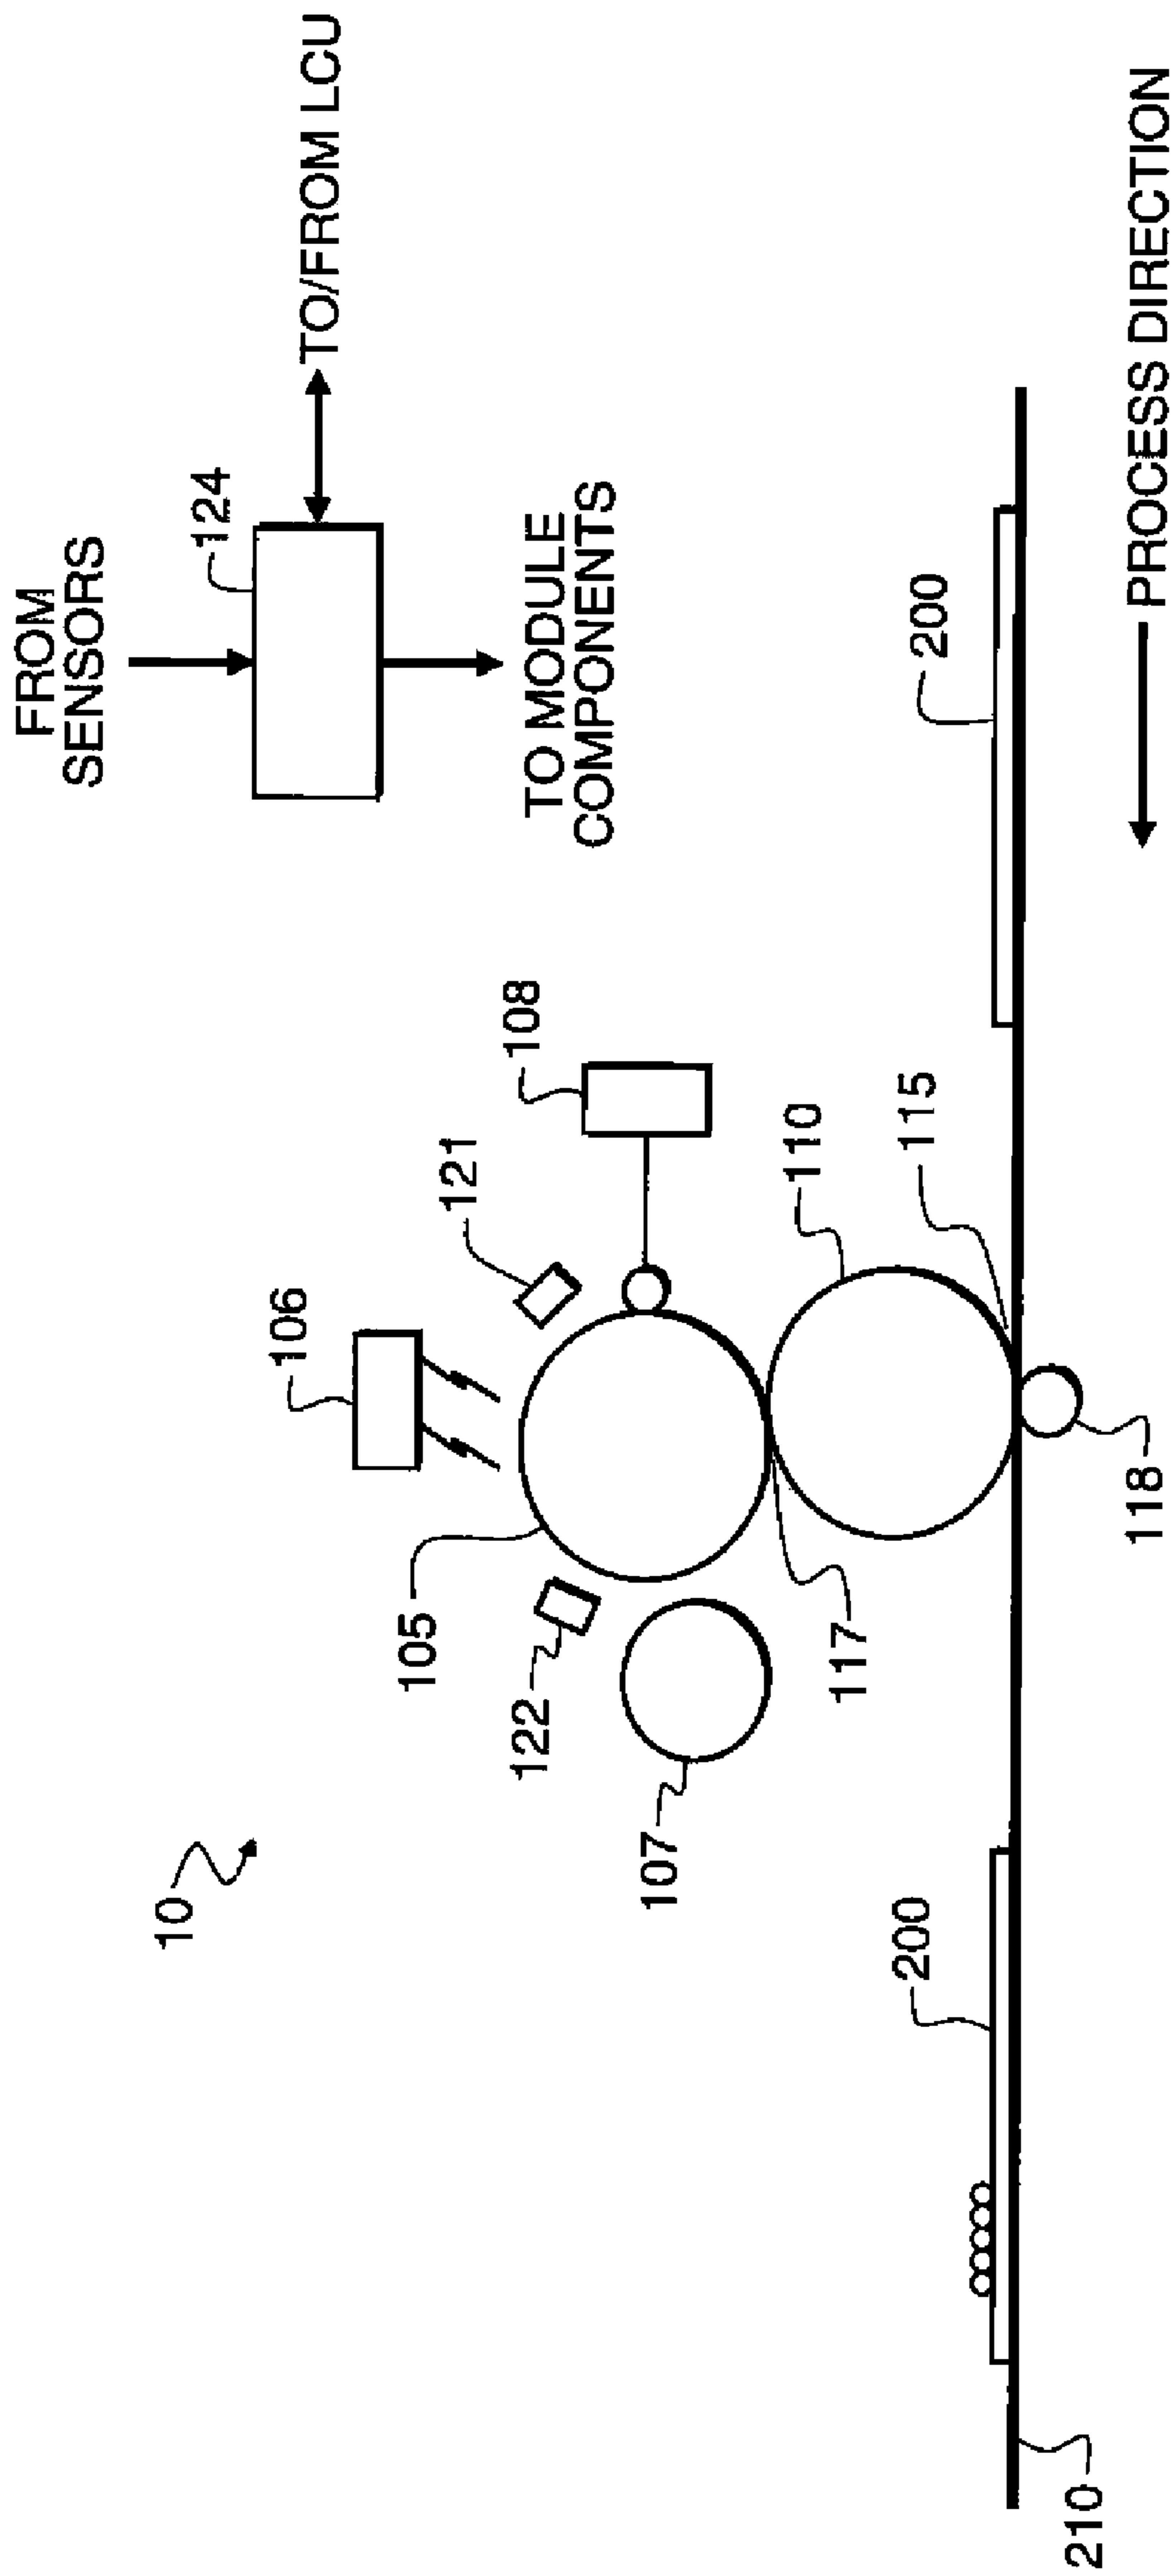 FROM
SENSORS
124
TO/FROM LCU
TO MODULE
COMPONENTS
10
106
121
108
105
122
107
110
115
117
118
200
200
210
PROCESS DIRECTION